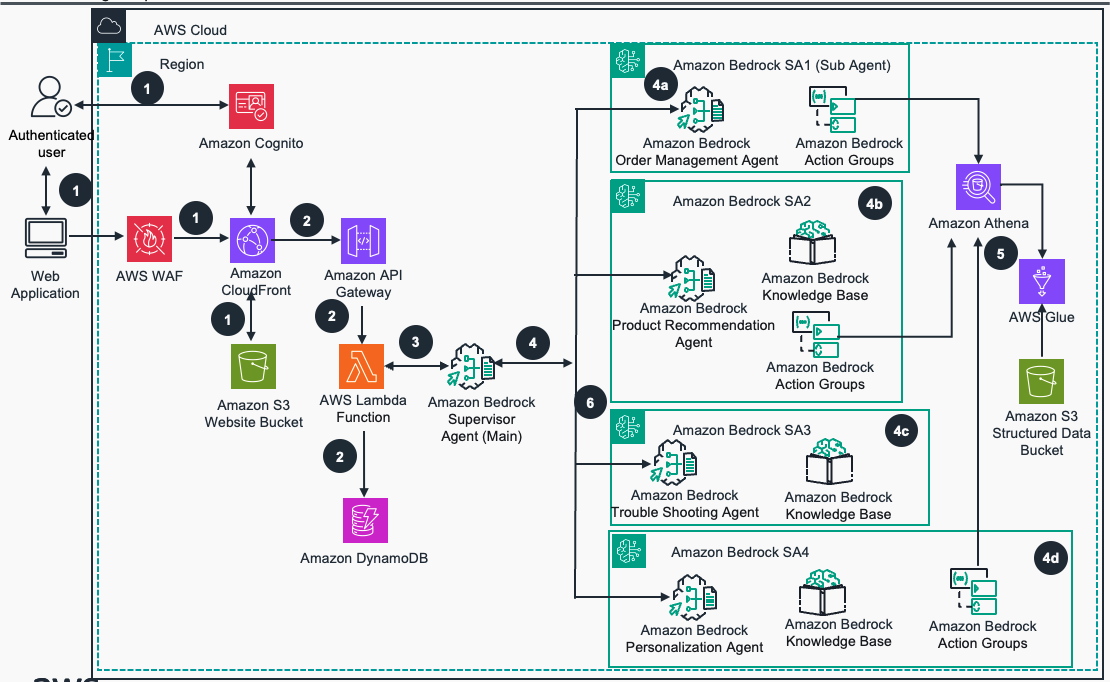 AWS Cloud
Region
1
Authenticated
user
1
Web
Application
AWS WAF
1
Amazon Cognito
Amazon
CloudFront
2
Amazon API
Gateway
1
Amazon S3
Website Bucket
2
AWS Lambda
Function
2
Amazon DynamoDB
3
Amazon Bedrock
Supervisor
Agent (Main)
4
6
Amazon Bedrock SA1 (Sub Agent)
4a
Amazon Bedrock
Order Management Agent
Amazon Bedrock
Action Groups
Amazon Bedrock SA2
4b
Amazon Bedrock
Product Recommendation
Agent
Amazon Bedrock
Knowledge Base
Amazon Bedrock
Action Groups
Amazon Bedrock SA3
4c
Amazon Bedrock
Trouble Shooting Agent
Amazon Bedrock
Knowledge Base
Amazon Bedrock SA4
4d
Amazon Bedrock
Personalization Agent
Amazon Bedrock
Knowledge Base
Amazon Bedrock
Action Groups
Amazon Athena
5
AWS Glue
Amazon S3
Structured Data
Bucket